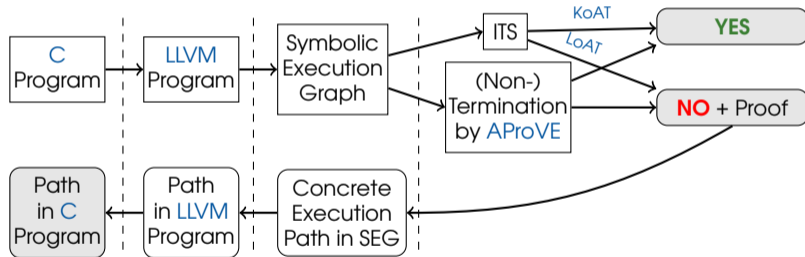 C
Program
LLVM
Program
Symbolic
Execution
Graph
ITS
KoAT
LoAT
(Non-)
Termination
by AProVE
YES
NO + Proof
Path
in C
Program
Path
in LLVM
Program
Concrete
Execution
Path in SEG